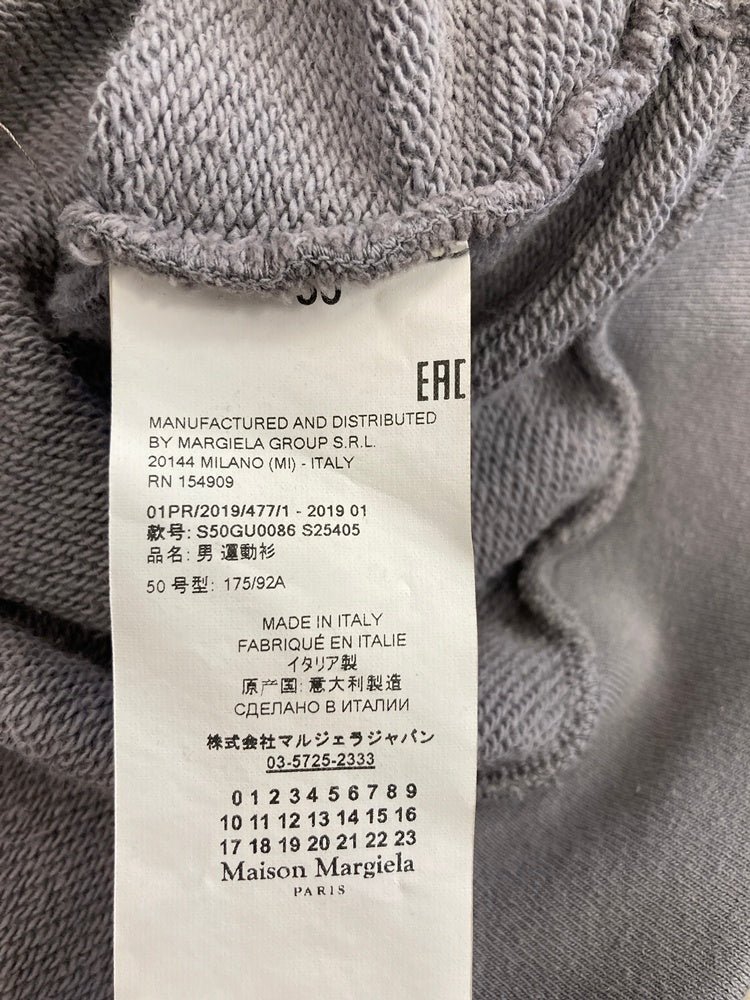 EAC
MANUFACTURED AND DISTRIBUTED
BY MARGIELA GROUP S.R.L.
20144 MILANO (MI) - ITALY
RN 154909
01PR/2019/477/1 - 2019 01
款号: S50GU0086 S25405
品名: 男 運動衫
50 号型: 175/92A
MADE IN ITALY
FABRIQUÉ EN ITALIE
イタリア製
原产国: 意大利製造
СДЕЛАНО В ИТАЛИИ
株式会社マルジェラジャパン
03-5725-2333
0 1 2 3 4 5 6 7 8 9
10 11 12 13 14 15 16
17 18 19 20 21 22 23
Maison Margiela
PARIS